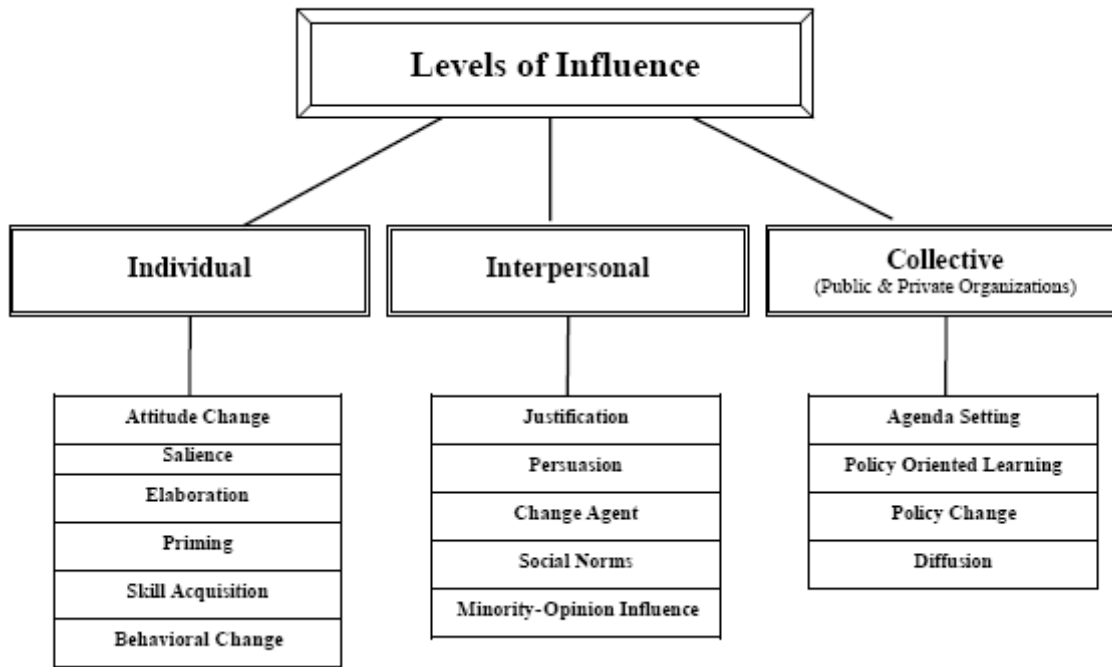 Levels of Influence
Individual
Interpersonal
Collective
(Public & Private Organizations)
Attitude Change
Salience
Elaboration
Priming
Skill Acquisition
Behavioral Change
Justification
Persuasion
Change Agent
Social Norms
Minority-Opinion Influence
Agenda Setting
Policy Oriented Learning
Policy Change
Diffusion